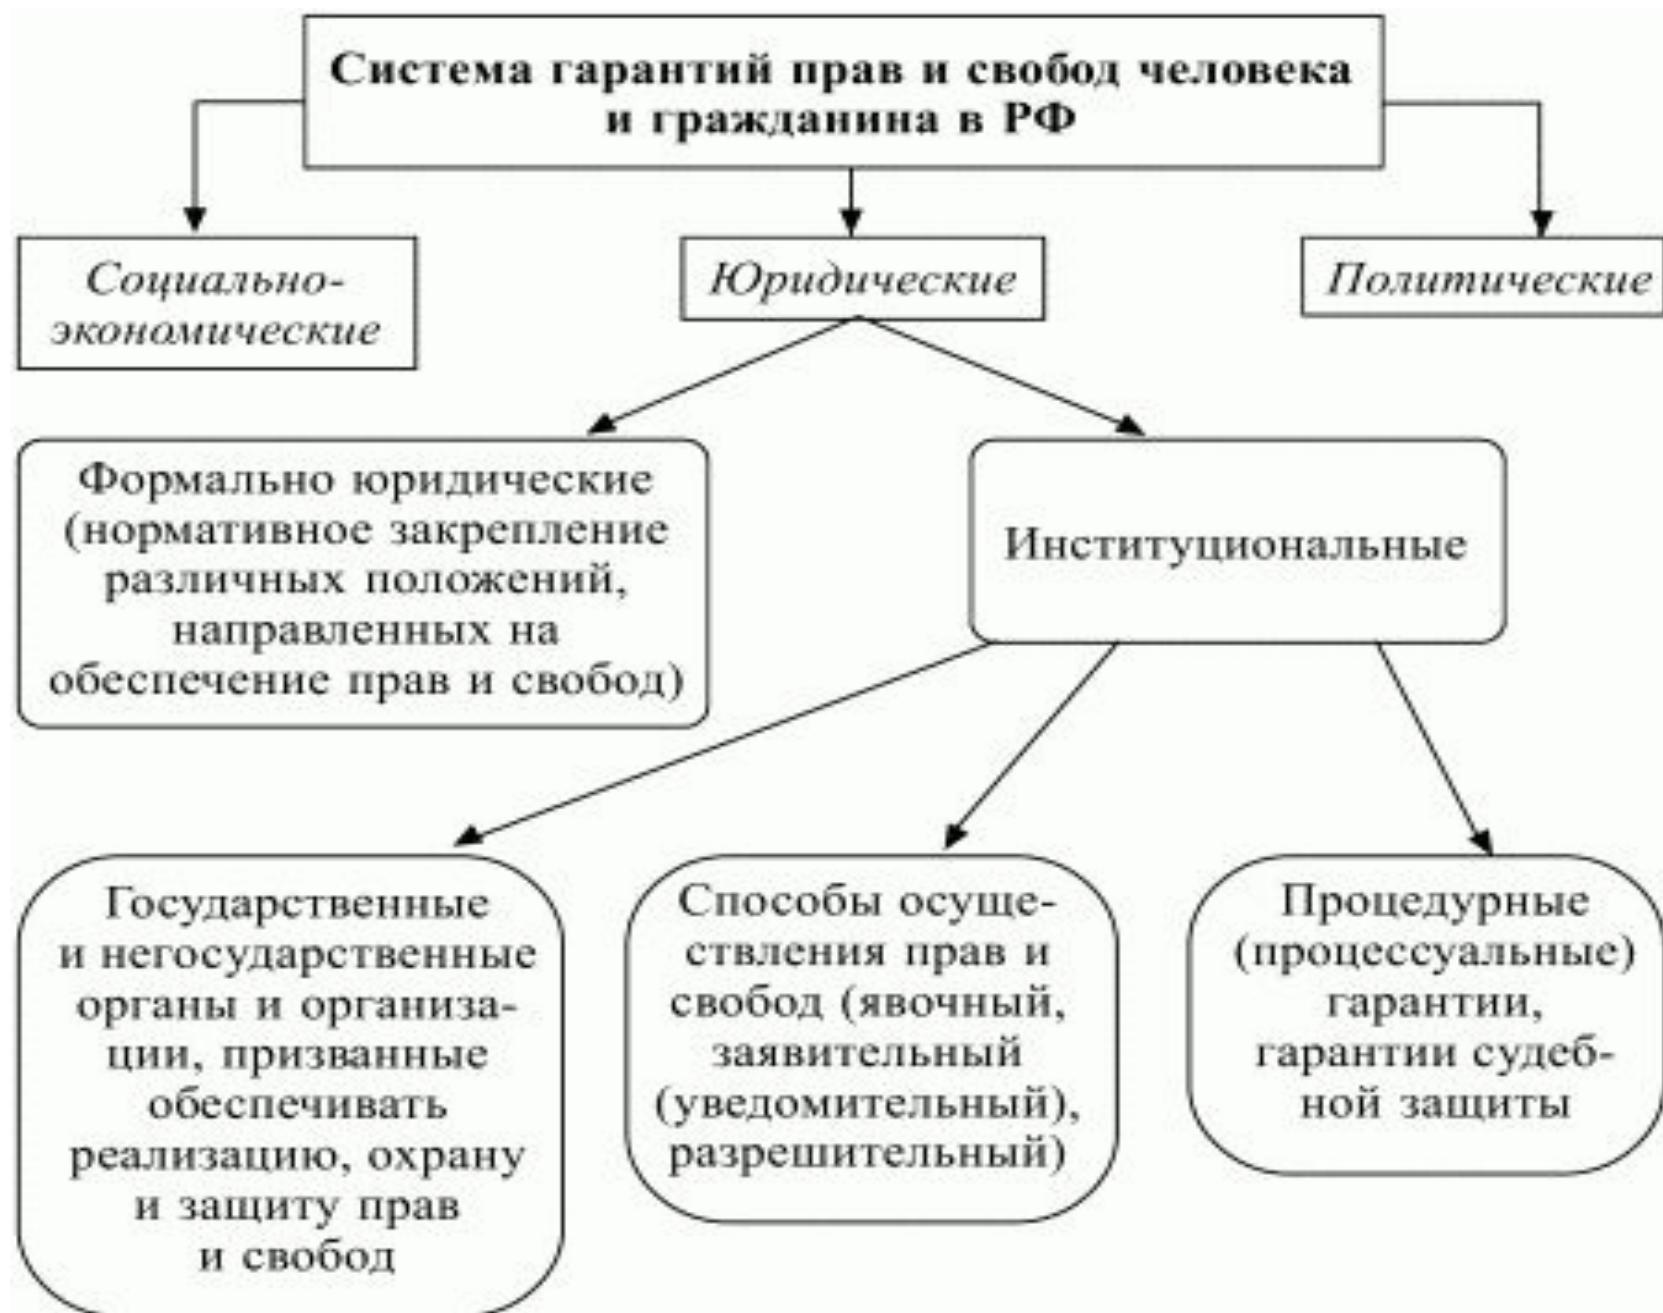 Система гарантий прав и свобод человека
и гражданина в РФ
Социально-
экономические
Юридические
Политические
Формально юридические
(нормативное закрепление
различных положений,
направленных на
обеспечение прав и свобод)
Институциональные
Государственные
и негосударственные
органы и организа-
ции, призванные
обеспечивать
реализацию, охрану
и защиту прав
и свобод
Способы осуще-
ствления прав и
свобод (явочный,
заявительный
(уведомительный),
разрешительный)
Процедурные
(процессуальные)
гарантии,
гарантии судеб-
ной защиты